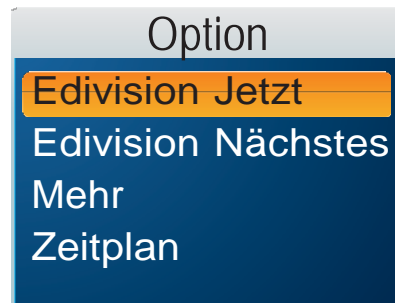 Option
Edivision Jetzt
Edivision Nächstes
Mehr
Zeitplan